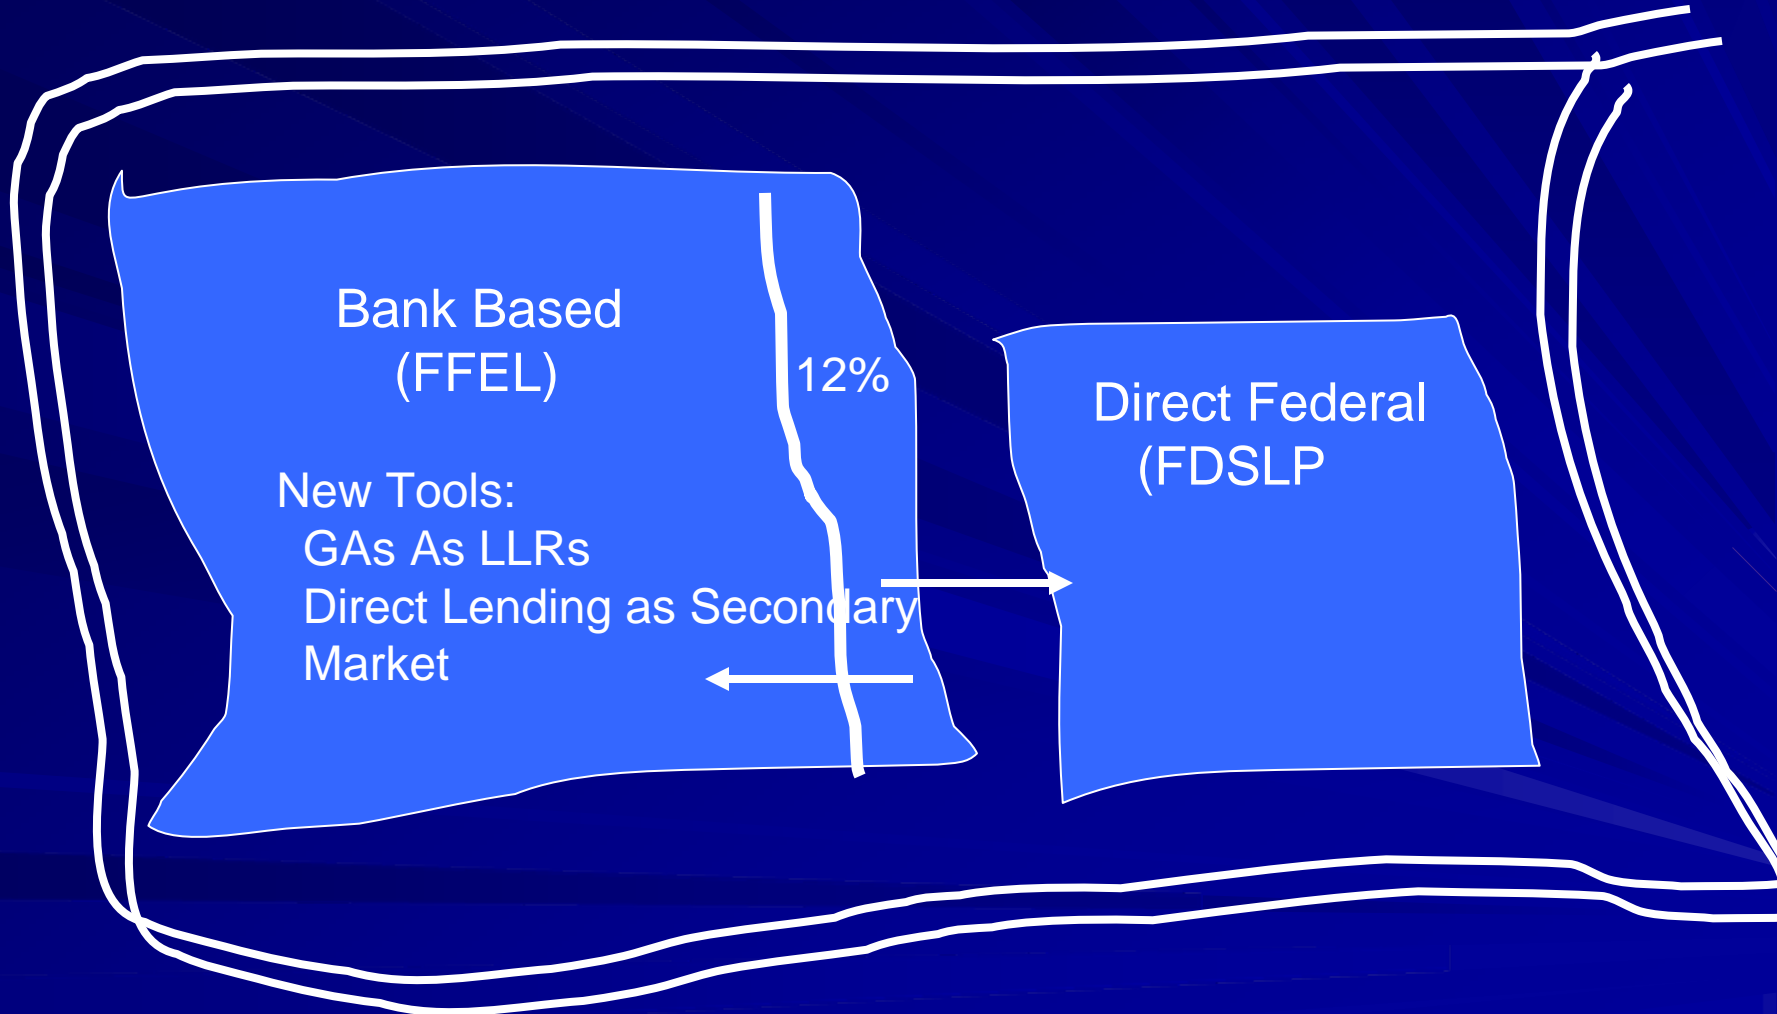 Bank Based
(FFEL)
12%
New Tools:
GAs As LLRs
Direct Lending as Secondary
Market
Direct Federal
(FDSLP